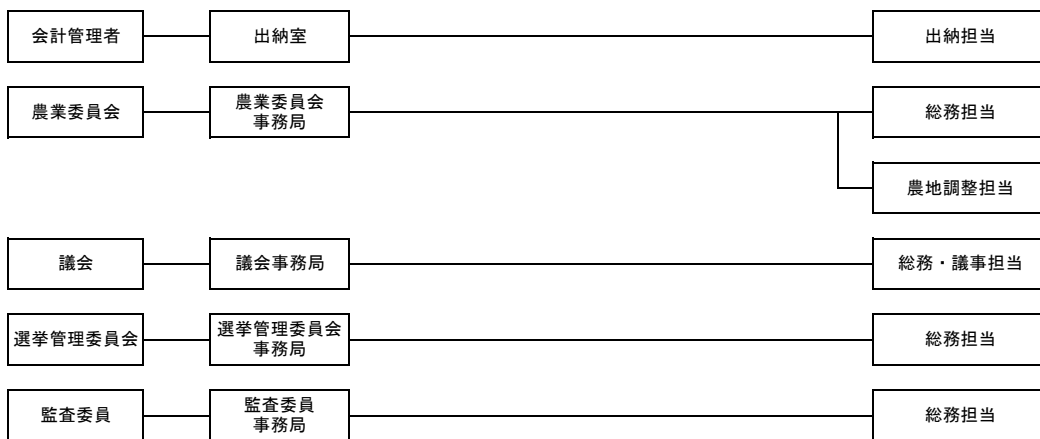 会計管理者
出納室
出納担当
農業委員会
農業委員会
事務局
総務担当
農地調整担当
議会
議会事務局
総務・議事担当
選挙管理委員会
選挙管理委員会
事務局
総務担当
監査委員
監査委員
事務局
総務担当